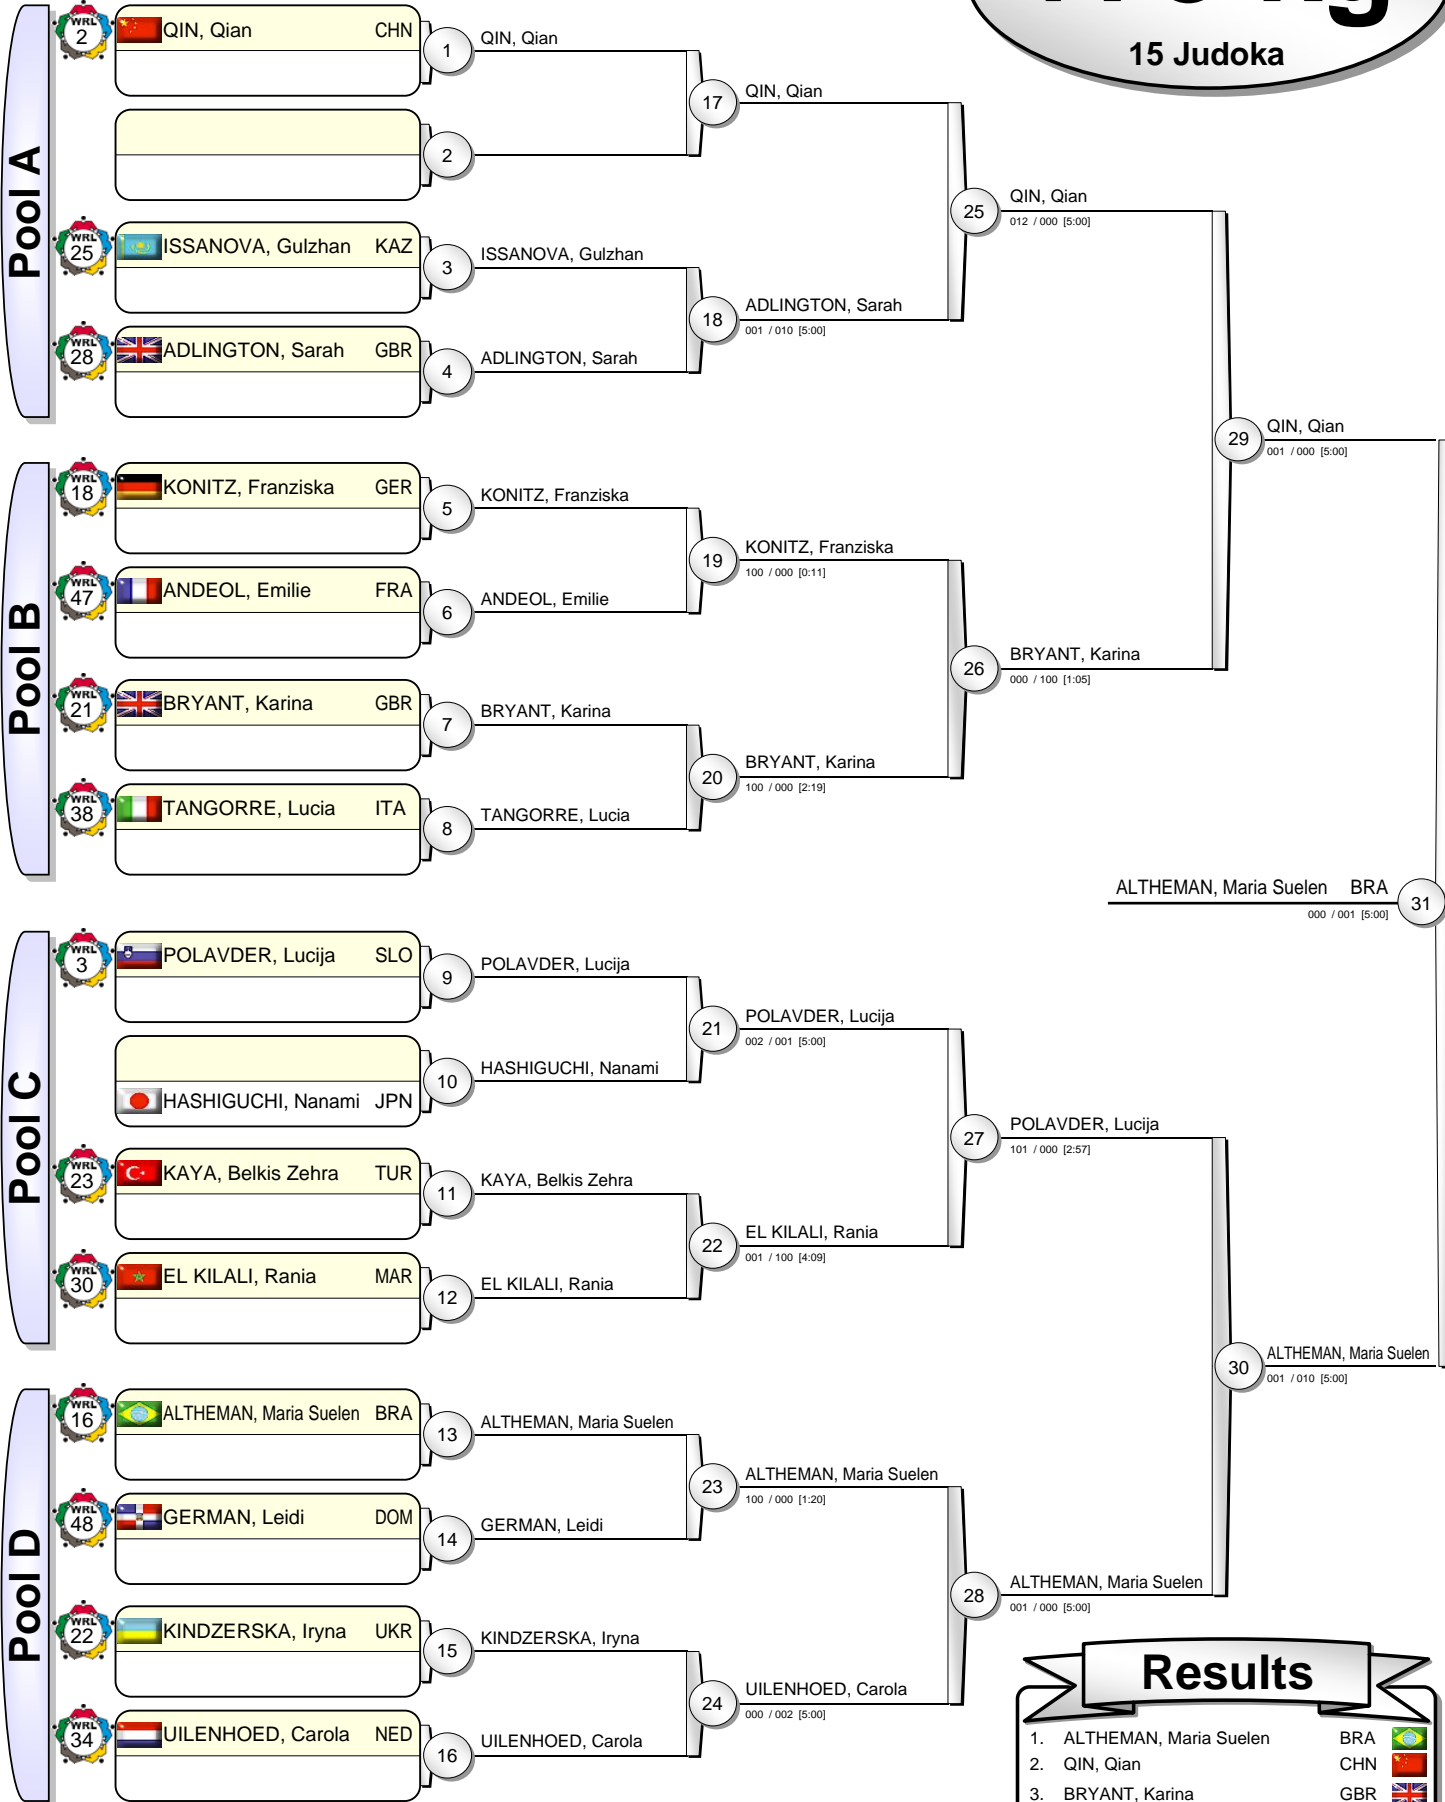 15 Judoka
Pool A
WRL 2 QIN, Qian CHN
1 QIN, Qian
2
17 QIN, Qian
WRL 25 ISSANOVA, Gulzhan KAZ
3 ISSANOVA, Gulzhan
WRL 28 ADLINGTON, Sarah GBR
4 ADLINGTON, Sarah
18 ADLINGTON, Sarah
001 / 010 [5:00]
25 QIN, Qian
012 / 000 [5:00]
Pool B
WRL 18 KONITZ, Franziska GER
5 KONITZ, Franziska
WRL 47 ANDEOL, Emilie FRA
6 ANDEOL, Emilie
19 KONITZ, Franziska
100 / 000 [0:11]
WRL 21 BRYANT, Karina GBR
7 BRYANT, Karina
WRL 38 TANGORRE, Lucia ITA
8 TANGORRE, Lucia
20 BRYANT, Karina
100 / 000 [2:19]
26 BRYANT, Karina
000 / 100 [1:05]
29 QIN, Qian
001 / 000 [5:00]
ALTHEMAN, Maria Suelen BRA 31
000 / 001 [5:00]
Pool C
WRL 3 POLAVDER, Lucija SLO
9 POLAVDER, Lucija
HASHIGUCHI, Nanami JPN
10 HASHIGUCHI, Nanami
21 POLAVDER, Lucija
002 / 001 [5:00]
WRL 23 KAYA, Belkis Zehra TUR
11 KAYA, Belkis Zehra
WRL 30 EL KILALI, Rania MAR
12 EL KILALI, Rania
22 EL KILALI, Rania
001 / 100 [4:09]
27 POLAVDER, Lucija
101 / 000 [2:57]
Pool D
WRL 16 ALTHEMAN, Maria Suelen BRA
13 ALTHEMAN, Maria Suelen
WRL 48 GERMAN, Leidi DOM
14 GERMAN, Leidi
23 ALTHEMAN, Maria Suelen
100 / 000 [1:20]
WRL 22 KINDZERSKA, Iryna UKR
15 KINDZERSKA, Iryna
WRL 34 UILENHOED, Carola NED
16 UILENHOED, Carola
24 UILENHOED, Carola
000 / 002 [5:00]
28 ALTHEMAN, Maria Suelen
001 / 000 [5:00]
30 ALTHEMAN, Maria Suelen
001 / 010 [5:00]
Results
1. ALTHEMAN, Maria Suelen BRA
2. QIN, Qian CHN
3. BRYANT, Karina GBR